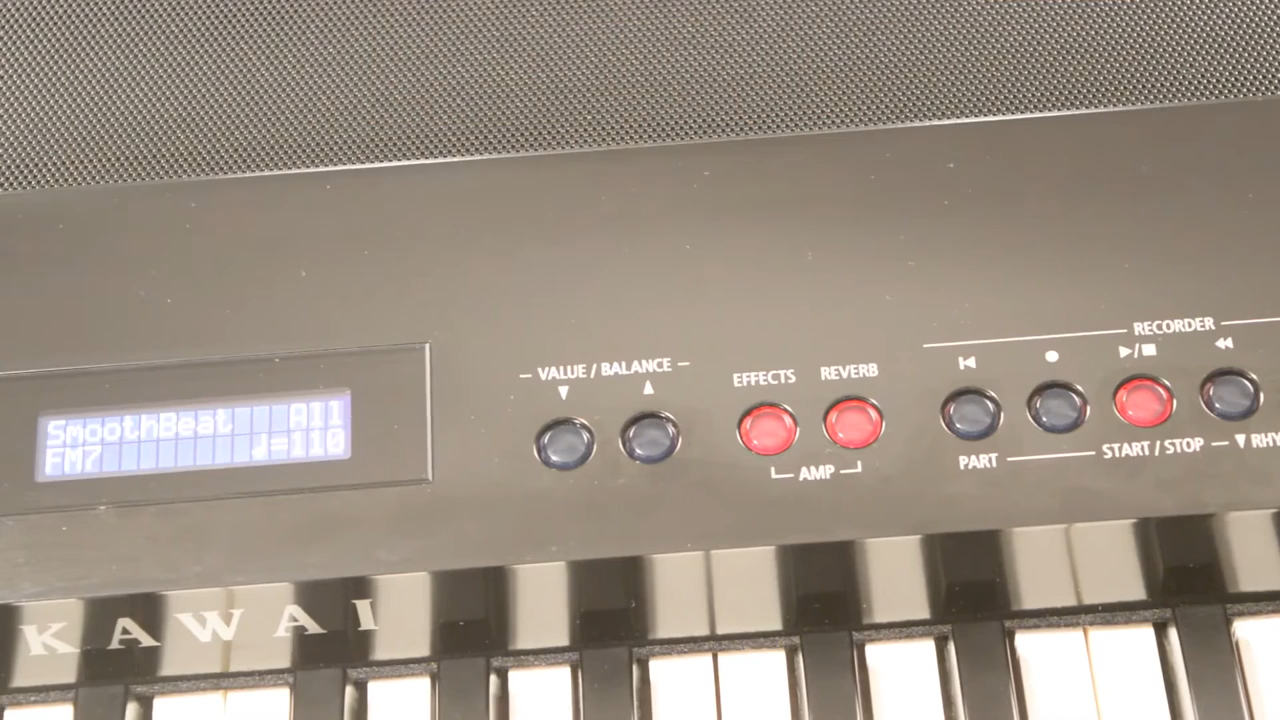 SmoothBeat All
FM7 ♩=110
VALUE / BALANCE
EFFECTS
REVERB
AMP
RECORDER
PART
START / STOP
KAWAI